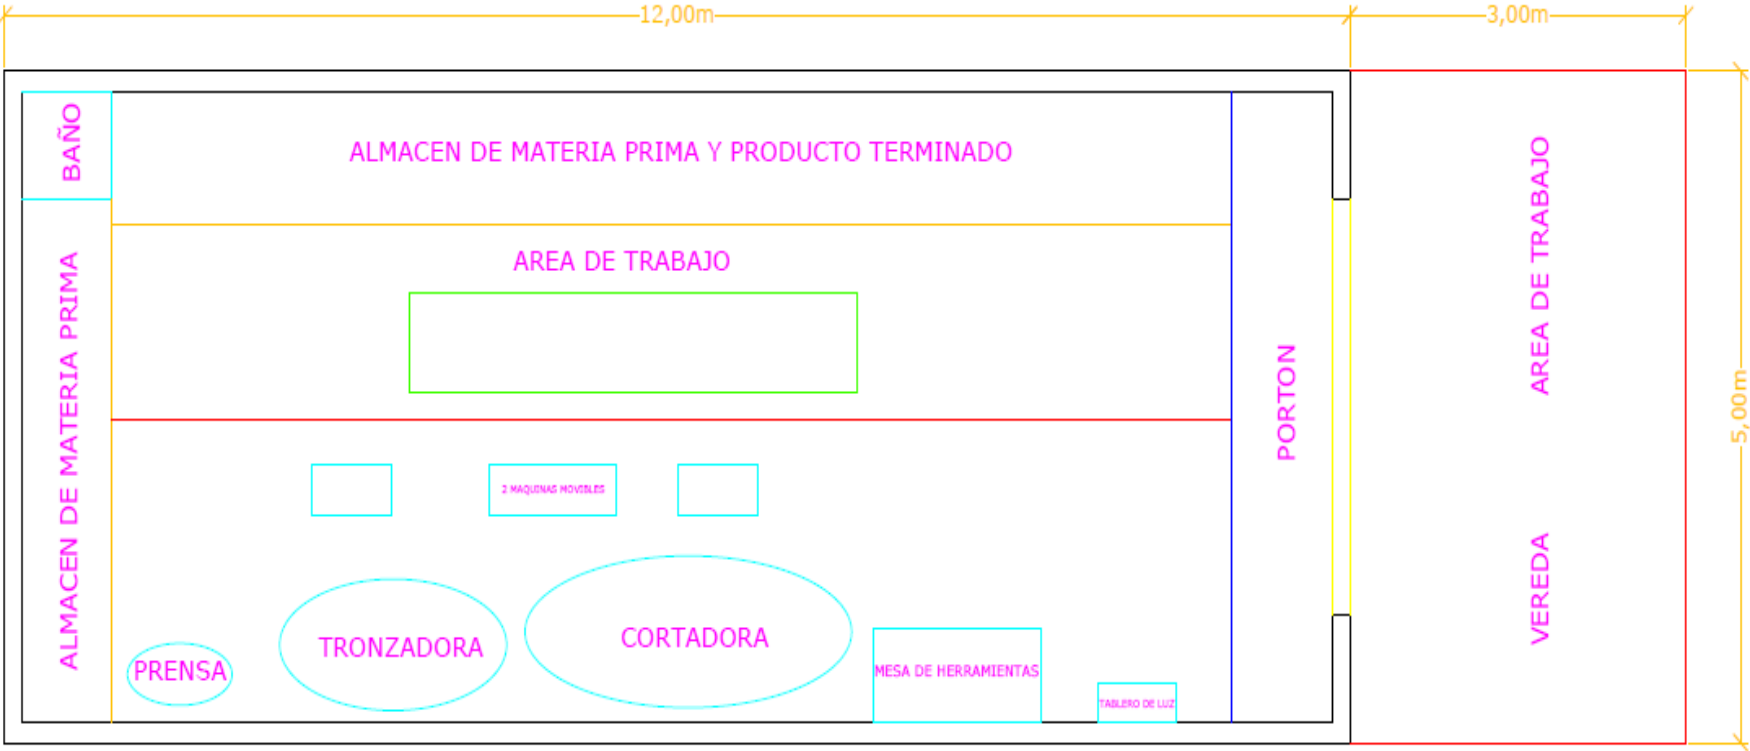 12,00m
3,00m
BAÑO
ALMACEN DE MATERIA PRIMA Y PRODUCTO TERMINADO
AREA DE TRABAJO
ALMACEN DE MATERIA PRIMA
PORTON
VEREDA
AREA DE TRABAJO
5,00m
2 MAQUINAS MOVIBLES
PRENSA
TRONZADORA
CORTADORA
MESA DE HERRAMIENTAS
TABLERO DE LUZ